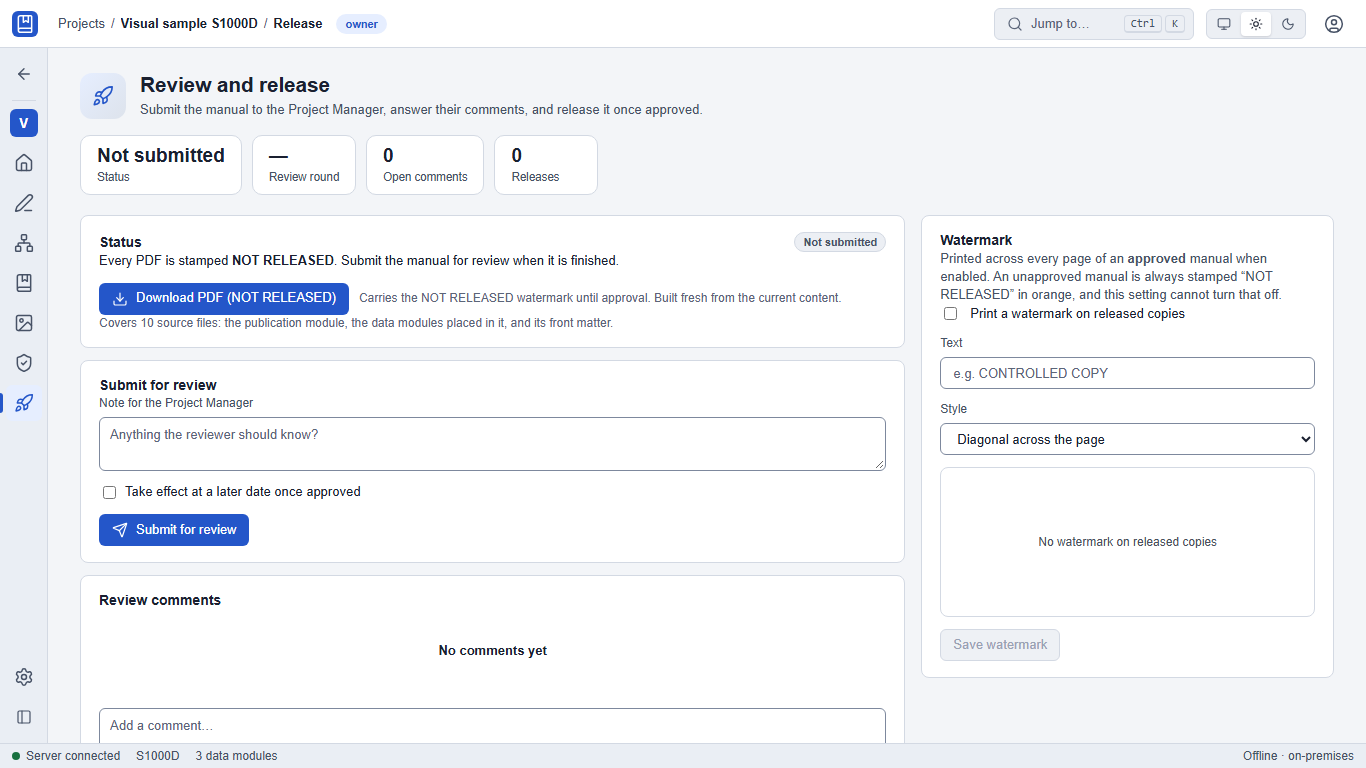 Projects / Visual sample S1000D / Release owner
Jump to… Ctrl K
V
Review and release
Submit the manual to the Project Manager, answer their comments, and release it once approved.
Not submitted
Status
—
Review round
0
Open comments
0
Releases
Status
Not submitted
Every PDF is stamped NOT RELEASED. Submit the manual for review when it is finished.
Download PDF (NOT RELEASED)
Carries the NOT RELEASED watermark until approval. Built fresh from the current content.
Covers 10 source files: the publication module, the data modules placed in it, and its front matter.
Submit for review
Note for the Project Manager
Anything the reviewer should know?
Take effect at a later date once approved
Submit for review
Review comments
No comments yet
Add a comment…
Watermark
Printed across every page of an approved manual when
enabled. An unapproved manual is always stamped “NOT
RELEASED” in orange, and this setting cannot turn that off.
Print a watermark on released copies
Text
e.g. CONTROLLED COPY
Style
Diagonal across the page
No watermark on released copies
Save watermark
Server connected S1000D 3 data modules
Offline · on-premises